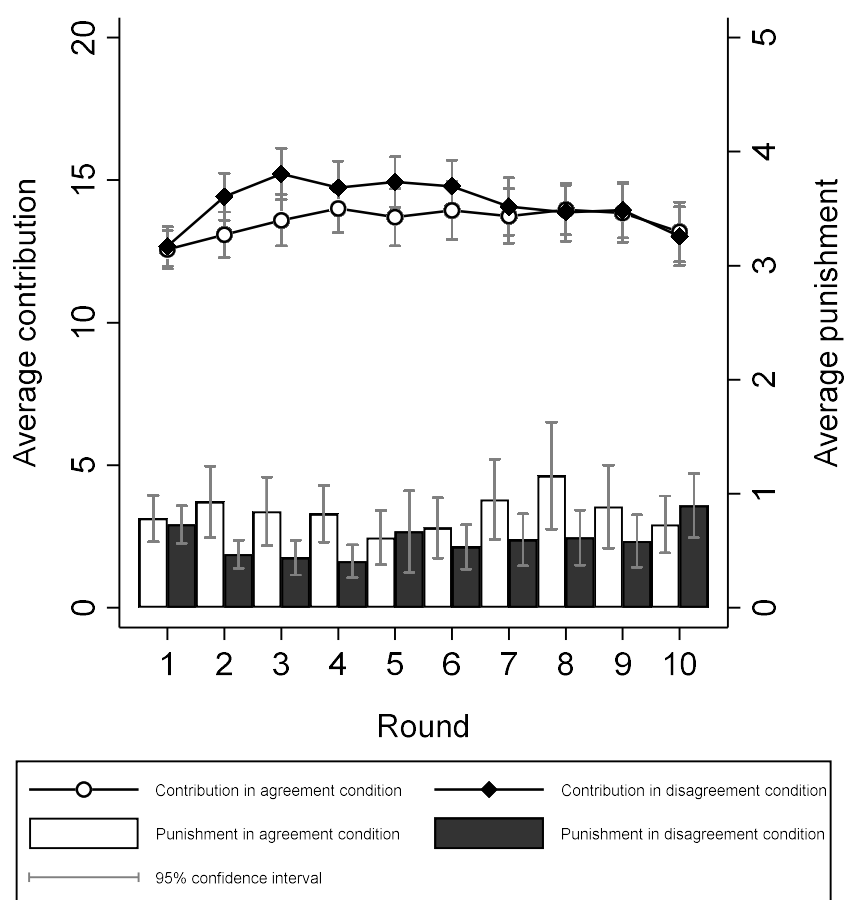 20
15
10
5
0
Average contribution
5
4
3
2
1
0
Average punishment
1 2 3 4 5 6 7 8 9 10
Round
Contribution in agreement condition
Contribution in disagreement condition
Punishment in agreement condition
Punishment in disagreement condition
95% confidence interval